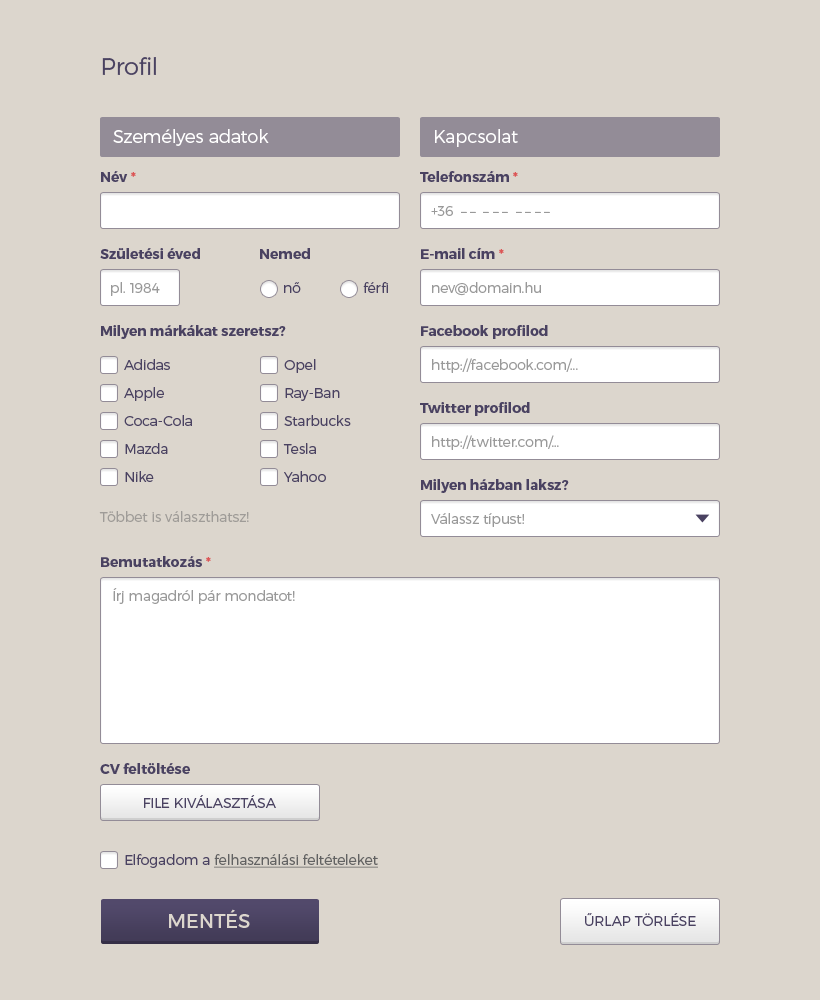 Profil
Személyes adatok
Név *
Születési éved
pl. 1984
Nemed
nő
férfi
Milyen márkákat szeretsz?
Adidas
Apple
Coca-Cola
Mazda
Nike
Opel
Ray-Ban
Starbucks
Tesla
Yahoo
Többet is választhatsz!
Kapcsolat
Telefonszám *
+36 -- --- ----
E-mail cím *
nev@domain.hu
Facebook profilod
http://facebook.com/...
Twitter profilod
http://twitter.com/...
Milyen házban laksz?
Válassz típust!
Bemutatkozás *
Írj magadról pár mondatot!
CV feltöltése
FILE KIVÁLASZTÁSA
Elfogadom a felhasználási feltételeket
MENTÉS
ŰRLAP TÖRLÉSE